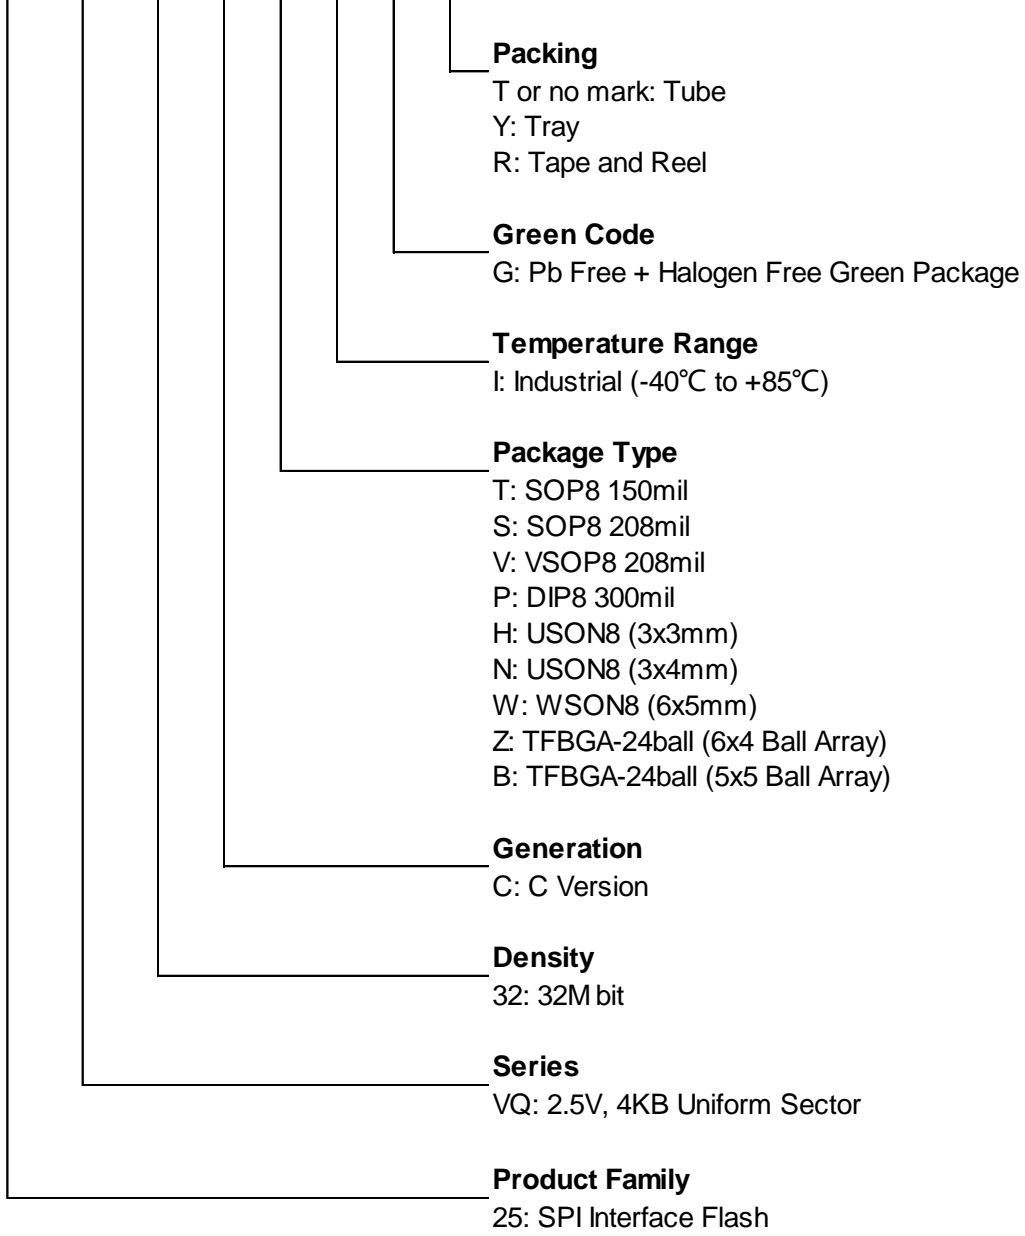 Packing
T or no mark: Tube
Y: Tray
R: Tape and Reel
Green Code
G: Pb Free + Halogen Free Green Package
Temperature Range
I: Industrial (-40℃ to +85℃)
Package Type
T: SOP8 150mil
S: SOP8 208mil
V: VSOP8 208mil
P: DIP8 300mil
H: USON8 (3x3mm)
N: USON8 (3x4mm)
W: WSON8 (6x5mm)
Z: TFBGA-24ball (6x4 Ball Array)
B: TFBGA-24ball (5x5 Ball Array)
Generation
C: C Version
Density
32: 32M bit
Series
VQ: 2.5V, 4KB Uniform Sector
Product Family
25: SPI Interface Flash